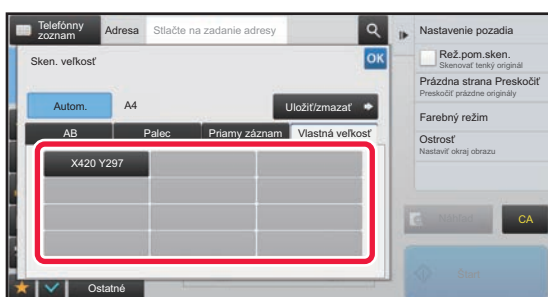 Telefónny
zoznam
Adresa
Stlačte na zadanie adresy
Nastavenie pozadia
Sken. veľkosť
OK
Rež.pom.sken.
Skenovať tenký originál
Prázdna strana Preskočiť
Preskočiť prázdne originály
Autom.
A4
Uložiť/zmazať
Farebný režim
AB
Palec
Priamy záznam
Vlastná veľkosť
Ostrosť
Nastaviť okraj obrazu
X420 Y297
CA
Štart
Ostatné